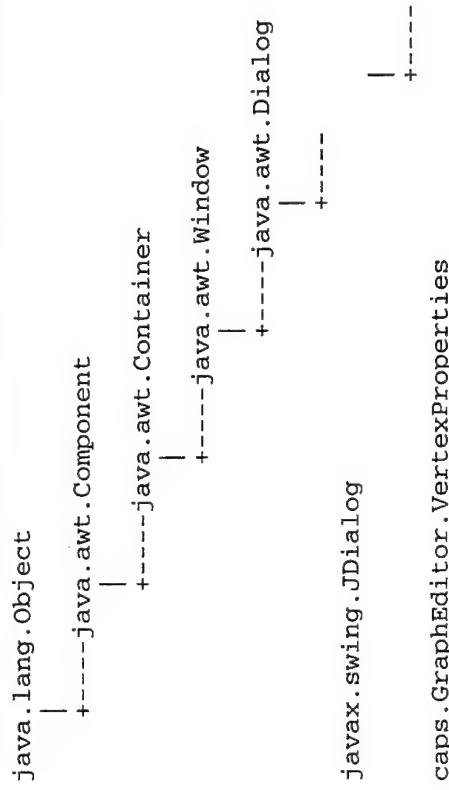 java.lang.Object
   |
   +-----java.awt.Component
            |
            +-----java.awt.Container
                     |
                     +-----java.awt.Window
                              |
                              +-----java.awt.Dialog
                                       |
                                       +-----
javax.swing.JDialog
                                                |
                                                +-----
caps.GraphEditor.VertexProperties